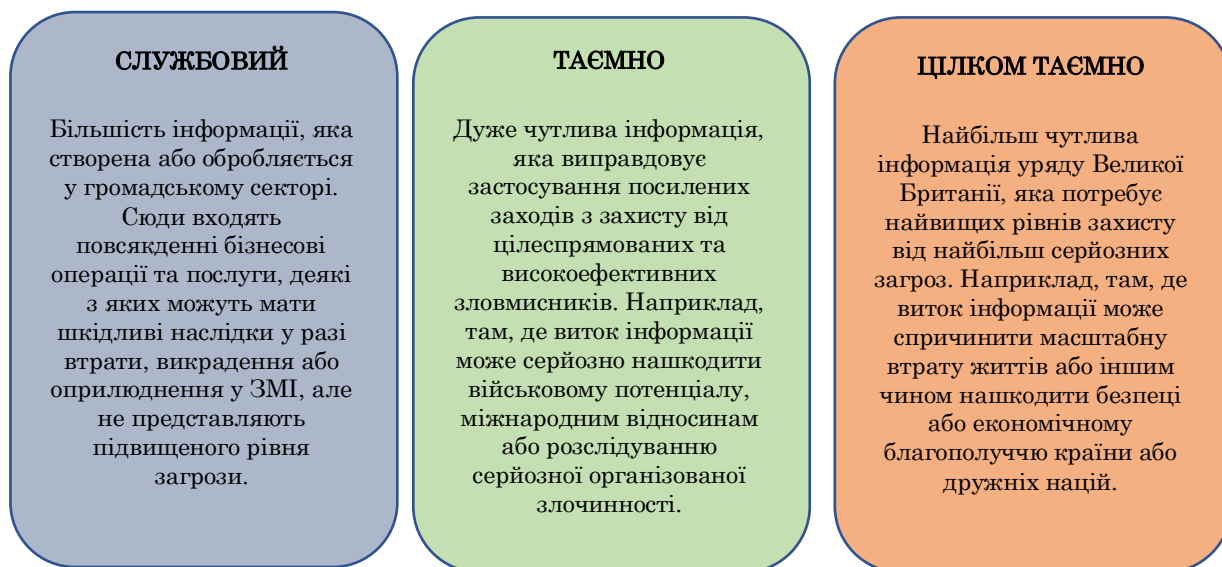 СЛУЖБОВИЙ
Більшість інформації, яка
створена або обробляється
у громадському секторі.
Сюди входять
повсякденні бізнесові
операції та послуги, деякі
з яких можуть мати
шкідливі наслідки у разі
втрати, викрадення або
оприлюднення у ЗМІ, але
не представляють
підвищеного рівня
загрози.
ТАЄМНО
Дуже чутлива інформація,
яка виправдовує
застосування посилених
заходів з захисту від
цілеспрямованих та
високоефективних
зловмисників. Наприклад,
там, де виток інформації
може серйозно нашкодити
військовому потенціалу,
міжнародним відносинам
або розслідуванню
серйозної організованої
злочинності.
ЦІЛКОМ ТАЄМНО
Найбільш чутлива
інформація уряду Великої
Британії, яка потребує
найвищих рівнів захисту
від найбільш серйозних
загроз. Наприклад, там, де
виток інформації може
спричинити масштабну
втрату життів або іншим
чином нашкодити безпеці
або економічному
благополуччю країни або
дружніх націй.